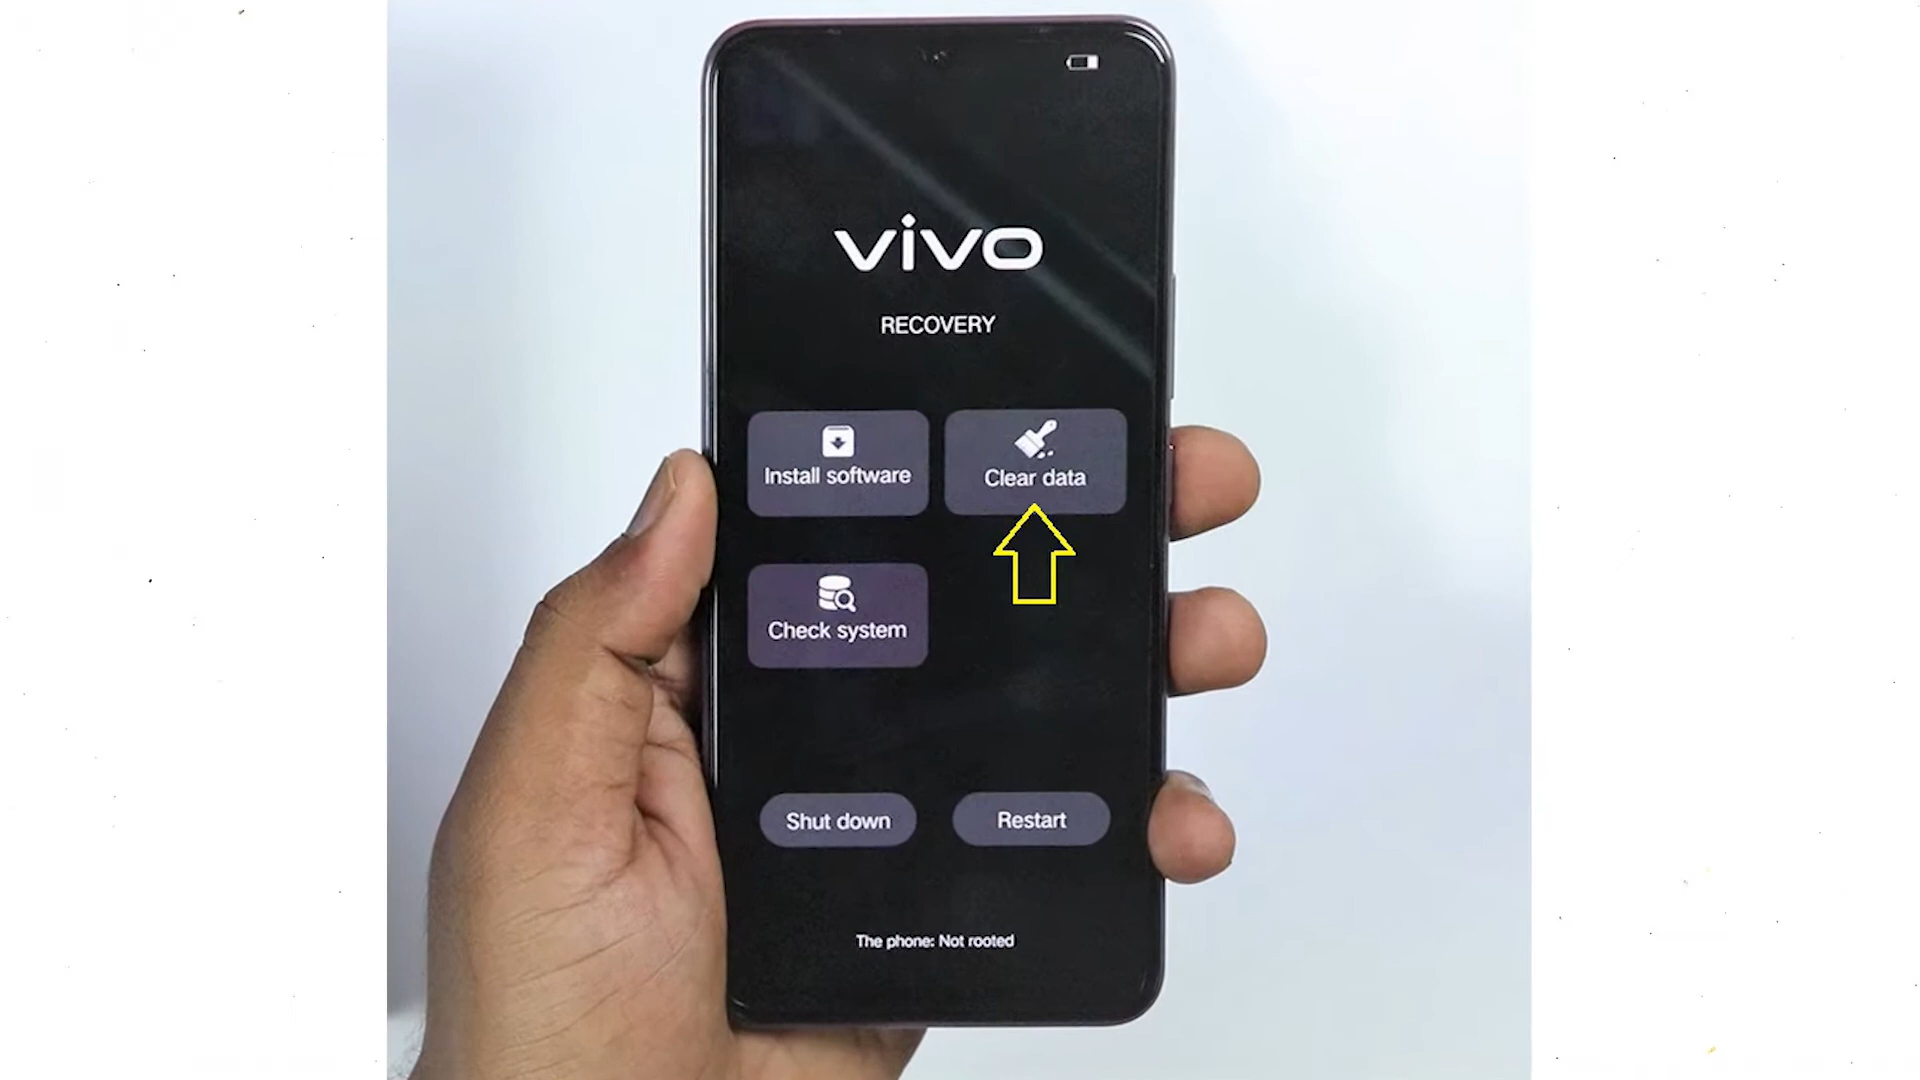 vivo
RECOVERY
Install software
Clear data
Check system
Shut down
Restart
The phone: Not rooted